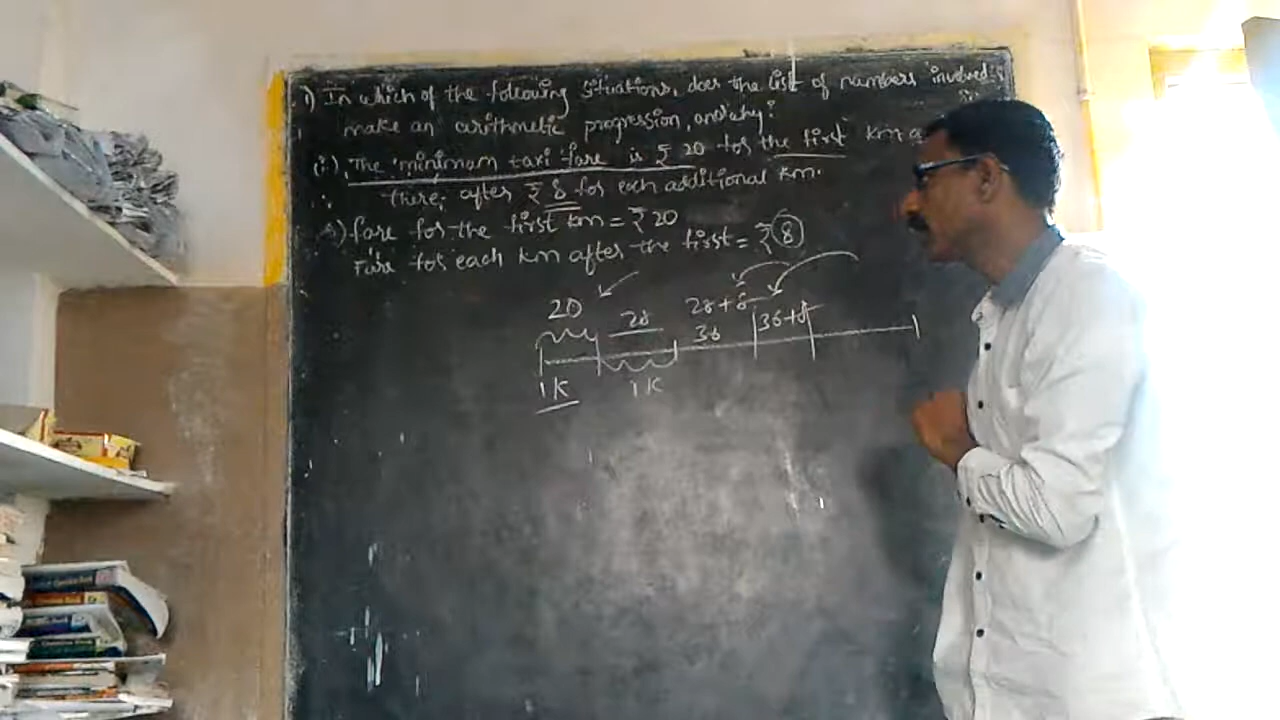 1) In which of the following situations, does the list of numbers involved
make an arithmetic progression, and why?
(i) The minimum taxi fare is ₹ 20 for the first km a
there, after ₹ 8 for each additional km.
A) fare for the first km = ₹ 20
Fare for each km after the first = ₹ 8
20 28 28+8 36+8
36
1K 1K